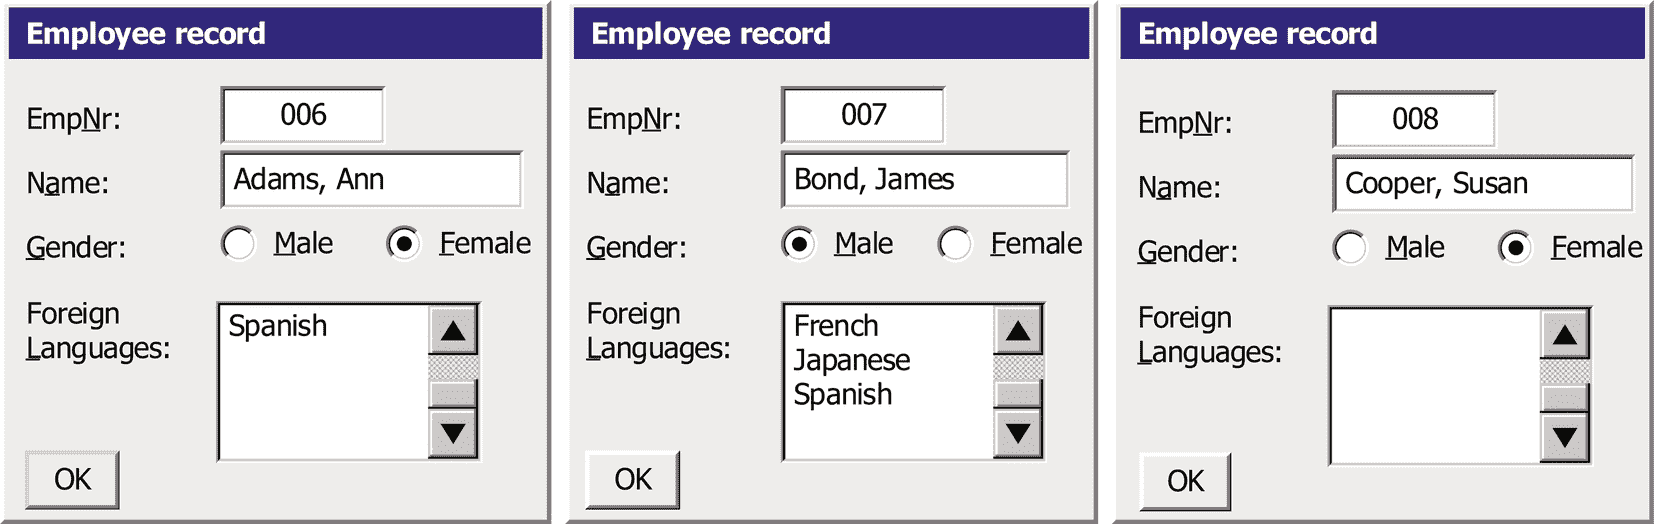 Employee record
EmpNr: 006
Name: Adams, Ann
Gender: Male Female
Foreign
Languages:
Spanish
OK
Employee record
EmpNr: 007
Name: Bond, James
Gender: Male Female
Foreign
Languages:
French
Japanese
Spanish
OK
Employee record
EmpNr: 008
Name: Cooper, Susan
Gender: Male Female
Foreign
Languages:
OK